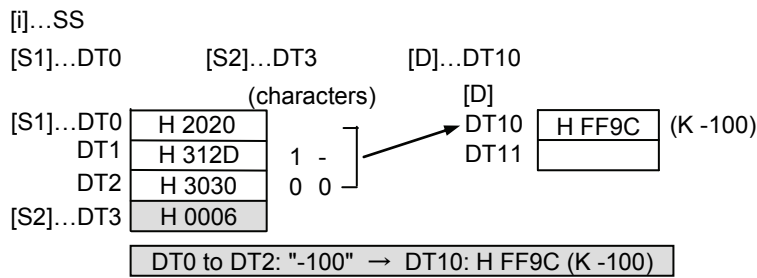 [i]…SS
[S1]…DT0 [S2]…DT3 [D]…DT10
(characters) [D]
[S1]…DT0 H 2020 DT10 H FF9C (K -100)
DT1 H 312D 1 - DT11
DT2 H 3030 0 0
[S2]…DT3 H 0006
DT0 to DT2: "-100" → DT10: H FF9C (K -100)